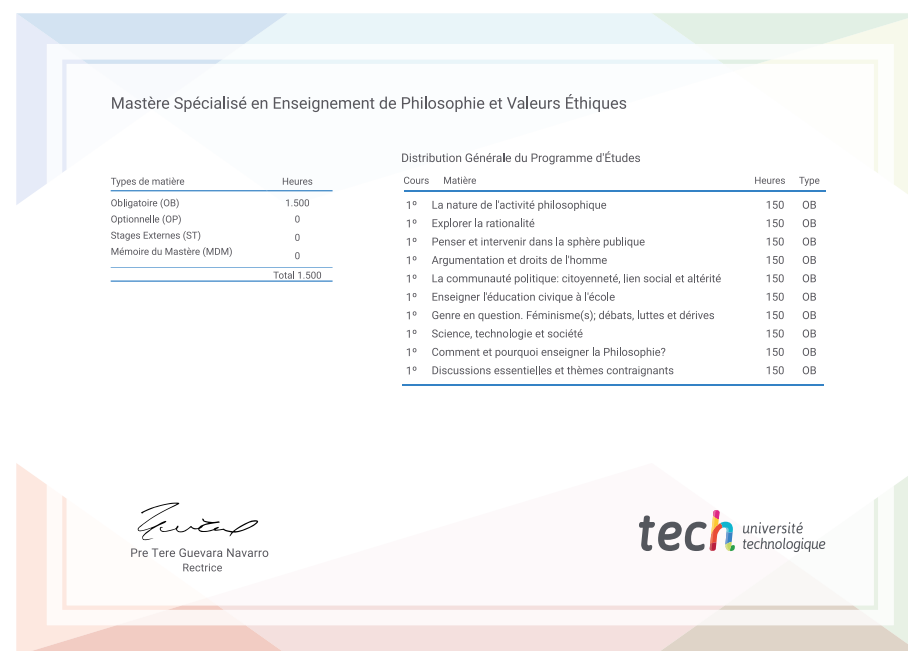 Mastère Spécialisé en Enseignement de Philosophie et Valeurs Éthiques
Types de matière Heures
Obligatoire (OB) 1.500
Optionnelle (OP) 0
Stages Externes (ST) 0
Mémoire du Mastère (MDM) 0
Total 1.500
Distribution Générale du Programme d'Études
Cours Matière Heures Type
1º La nature de l'activité philosophique 150 OB
1º Explorer la rationalité 150 OB
1º Penser et intervenir dans la sphère publique 150 OB
1º Argumentation et droits de l'homme 150 OB
1º La communauté politique: citoyenneté, lien social et altérité 150 OB
1º Enseigner l'éducation civique à l'école 150 OB
1º Genre en question. Féminisme(s); débats, luttes et dérives 150 OB
1º Science, technologie et société 150 OB
1º Comment et pourquoi enseigner la Philosophie? 150 OB
1º Discussions essentielles et thèmes contraignants 150 OB
Pre Tere Guevara Navarro
Rectrice
tech université
technologique